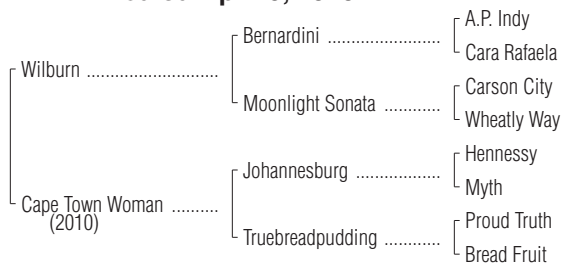 Bernardini ........................
A.P. Indy
Cara Rafaela
Wilburn ............................
Moonlight Sonata ............
Carson City
Wheatly Way
Johannesburg ..................
Hennessy
Myth
Cape Town Woman ..........
(2010)
Truebreadpudding ............
Proud Truth
Bread Fruit